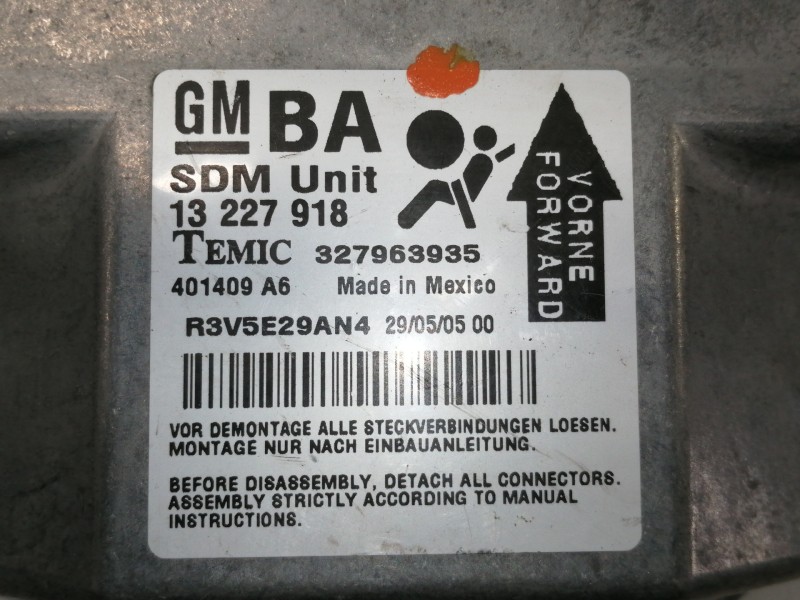 GM BA
SDM Unit
13 227 918
TEMIC 327963935
401409 A6 Made in Mexico
R3V5E29AN4 29/05/05 00
VORNE
FORWARD
VOR DEMONTAGE ALLE STECKVERBINDUNGEN LOESEN.
MONTAGE NUR NACH EINBAUANLEITUNG.
BEFORE DISASSEMBLY, DETACH ALL CONNECTORS.
ASSEMBLY STRICTLY ACCORDING TO MANUAL
INSTRUCTIONS.